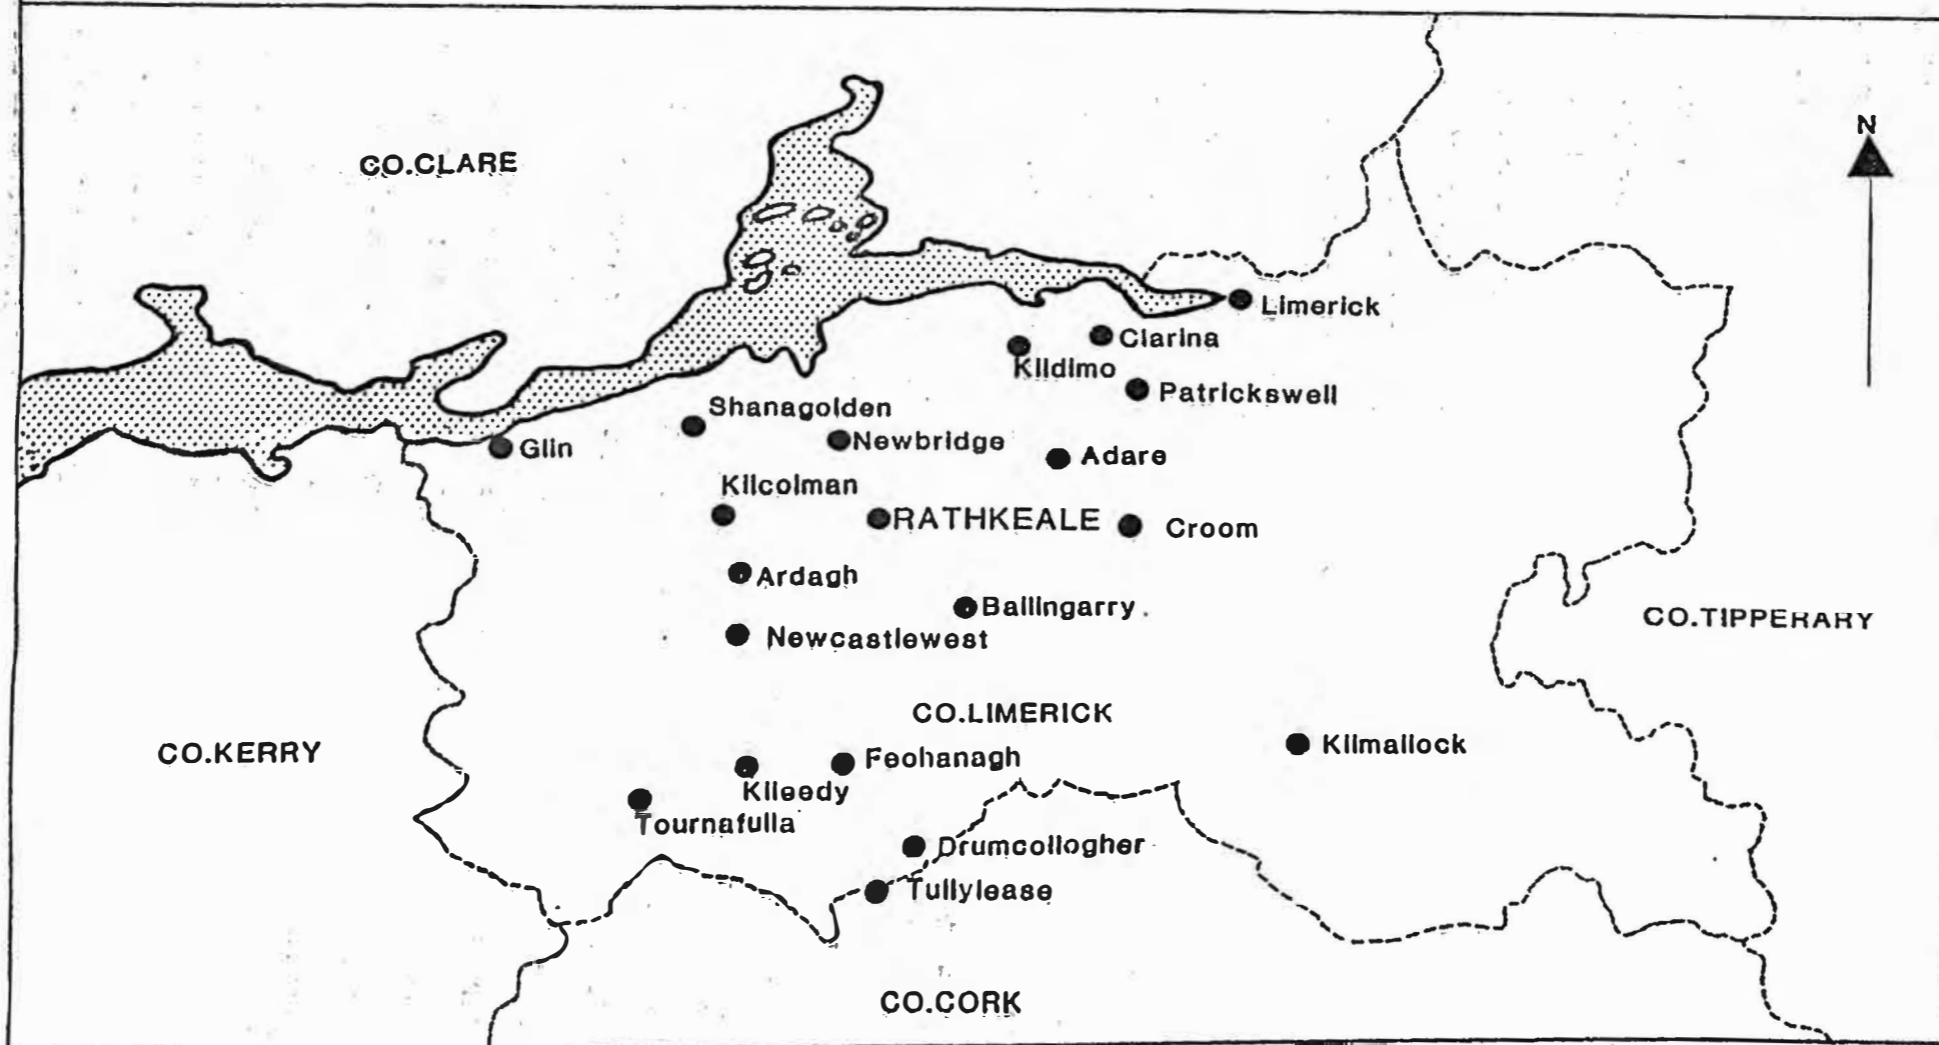 N
CO.CLARE
Limerick
Clarina
Kildimo
Patrickswell
Shanagolden
Newbridge
Glin
Adare
Kilcolman
RATHKEALE
Croom
Ardagh
Ballingarry
CO.TIPPERARY
Newcastlewest
CO.LIMERICK
Kilmallock
CO.KERRY
Feohanagh
Kileedy
Tournafulla
Drumcollogher
Tullylease
CO.CORK